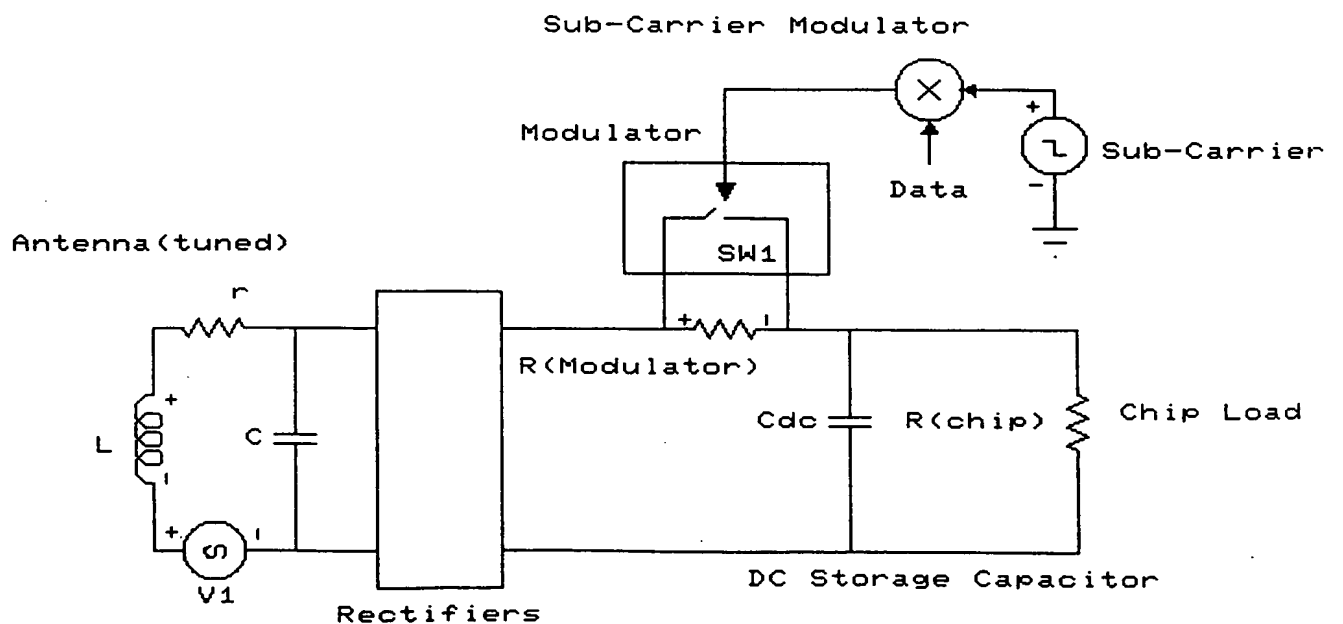 Sub-Carrier Modulator
+
Modulator
Sub-Carrier
-
Data
Antenna(tuned)
SW1
r
+ -
R(Modulator)
+
L
-
C
Cdc
R(chip)
Chip Load
+ -
V1
DC Storage Capacitor
Rectifiers